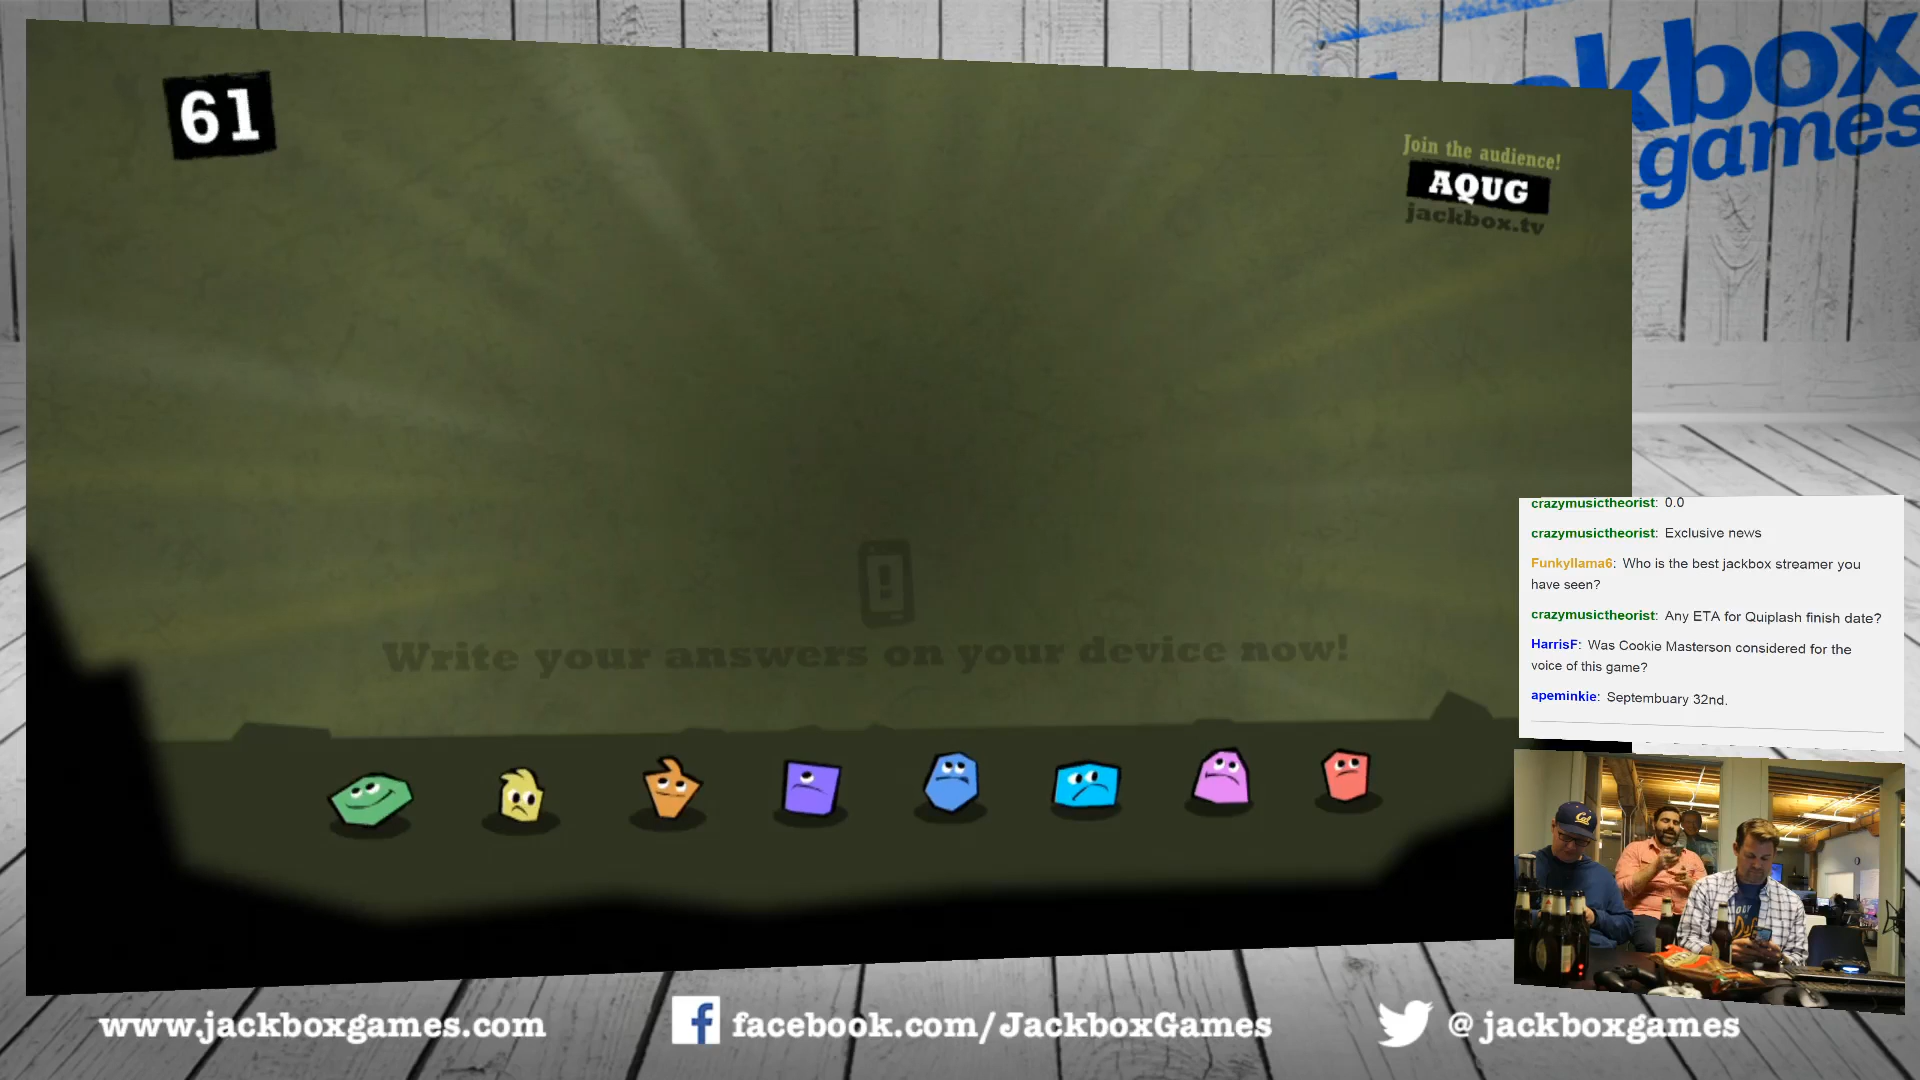 61
jackbox
games
Join the audience!
AQUG
jackbox.tv
Write your answers on your device now!
crazymusictheorist: 0.0
crazymusictheorist: Exclusive news
Funkyllama6: Who is the best jackbox streamer you
have seen?
crazymusictheorist: Any ETA for Quiplash finish date?
HarrisF: Was Cookie Masterson considered for the
voice of this game?
apeminkie: Septembuary 32nd.
Cal
www.jackboxgames.com
facebook.com/JackboxGames
@jackboxgames